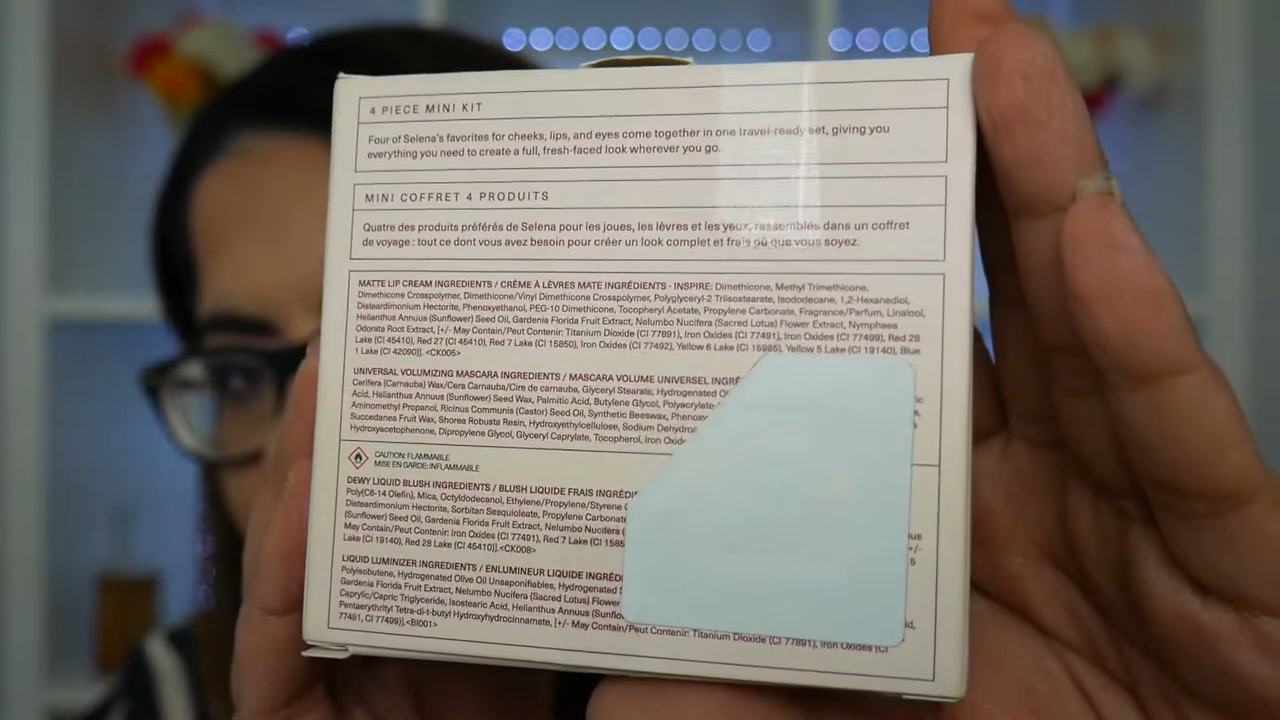 4 PIECE MINI KIT
Four of Selena's favorites for cheeks, lips, and eyes come together in one travel-ready set, giving you
everything you need to create a full, fresh-faced look wherever you go.
MINI COFFRET 4 PRODUITS
Quatre des produits préférés de Selena pour les joues, les lèvres et les yeux, rassemblés dans un coffret
de voyage : tout ce dont vous avez besoin pour créer un look complet et frais où que vous soyez.
MATTE LIP CREAM INGREDIENTS / CRÈME À LÈVRES MATE INGRÉDIENTS - INSPIRE: Dimethicone, Methyl Trimethicone,
Dimethicone Crosspolymer, Dimethicone/Vinyl Dimethicone Crosspolymer, Polyglyceryl-2 Triisostearate, Isododecane, 1,2-Hexanediol,
Disteardimonium Hectorite, Phenoxyethanol, PEG-10 Dimethicone, Tocopheryl Acetate, Propylene Carbonate, Fragrance/Parfum, Linalool,
Helianthus Annuus (Sunflower) Seed Oil, Gardenia Florida Fruit Extract, Nelumbo Nucifera (Sacred Lotus) Flower Extract, Nymphaea
Odorata Root Extract, [+/- May Contain/Peut Contenir: Titanium Dioxide (CI 77891), Iron Oxides (CI 77491), Iron Oxides (CI 77499), Red 28
Lake (CI 45410), Red 27 (CI 45410), Red 7 Lake (CI 15850), Iron Oxides (CI 77492), Yellow 6 Lake (CI 15985), Yellow 5 Lake (CI 19140), Blue
1 Lake (CI 42090)]. <CK005>
UNIVERSAL VOLUMIZING MASCARA INGREDIENTS / MASCARA VOLUME UNIVERSEL
Cerifera (Carnauba) Wax/Cera Carnauba/Cire de carnauba, Glyceryl Stearate, Hydrogenated
Acid, Helianthus Annuus (Sunflower) Seed Wax, Palmitic Acid, Butylene Glycol,
Aminomethyl Propanol, Ricinus Communis (Castor) Seed Oil, Synthetic Beeswax,
Succedanea Fruit Wax, Shorea Robusta Resin, Hydroxyethylcellulose, Sodium
Hydroxyacetophenone, Dipropylene Glycol, Glyceryl Caprylate, Tocopherol, Iron
CAUTION: FLAMMABLE
MISE EN GARDE: INFLAMMABLE
DEWY LIQUID BLUSH INGREDIENTS / BLUSH LIQUIDE FRAIS
Poly(C6-14 Olefin), Mica, Octyldodecanol, Ethylene/Propylene/Styrene
Disteardimonium Hectorite, Sorbitan Sesquioleate, Propylene Carbonate
(Sunflower) Seed Oil, Gardenia Florida Fruit Extract, Nelumbo Nucifera
May Contain/Peut Contenir: Iron Oxides (CI 77491), Red 7 Lake (CI
Lake (CI 19140), Red 28 Lake (CI 45410)].<CK008>
LIQUID LUMINIZER INGREDIENTS / ENLUMINEUR LIQUIDE
Polyisobutene, Hydrogenated Olive Oil Unsaponifiables, Hydrogenated
Gardenia Florida Fruit Extract, Nelumbo Nucifera (Sacred Lotus) Flower
Caprylic/Capric Triglyceride, Isostearic Acid, Helianthus Annuus
Pentaerythrityl Tetra-di-t-butyl Hydroxyhydrocinnamate, [+/- May Contain/Peut Contenir: Titanium Dioxide (CI 77891), Iron Oxides (CI
77491, CI 77499)].<BI001>